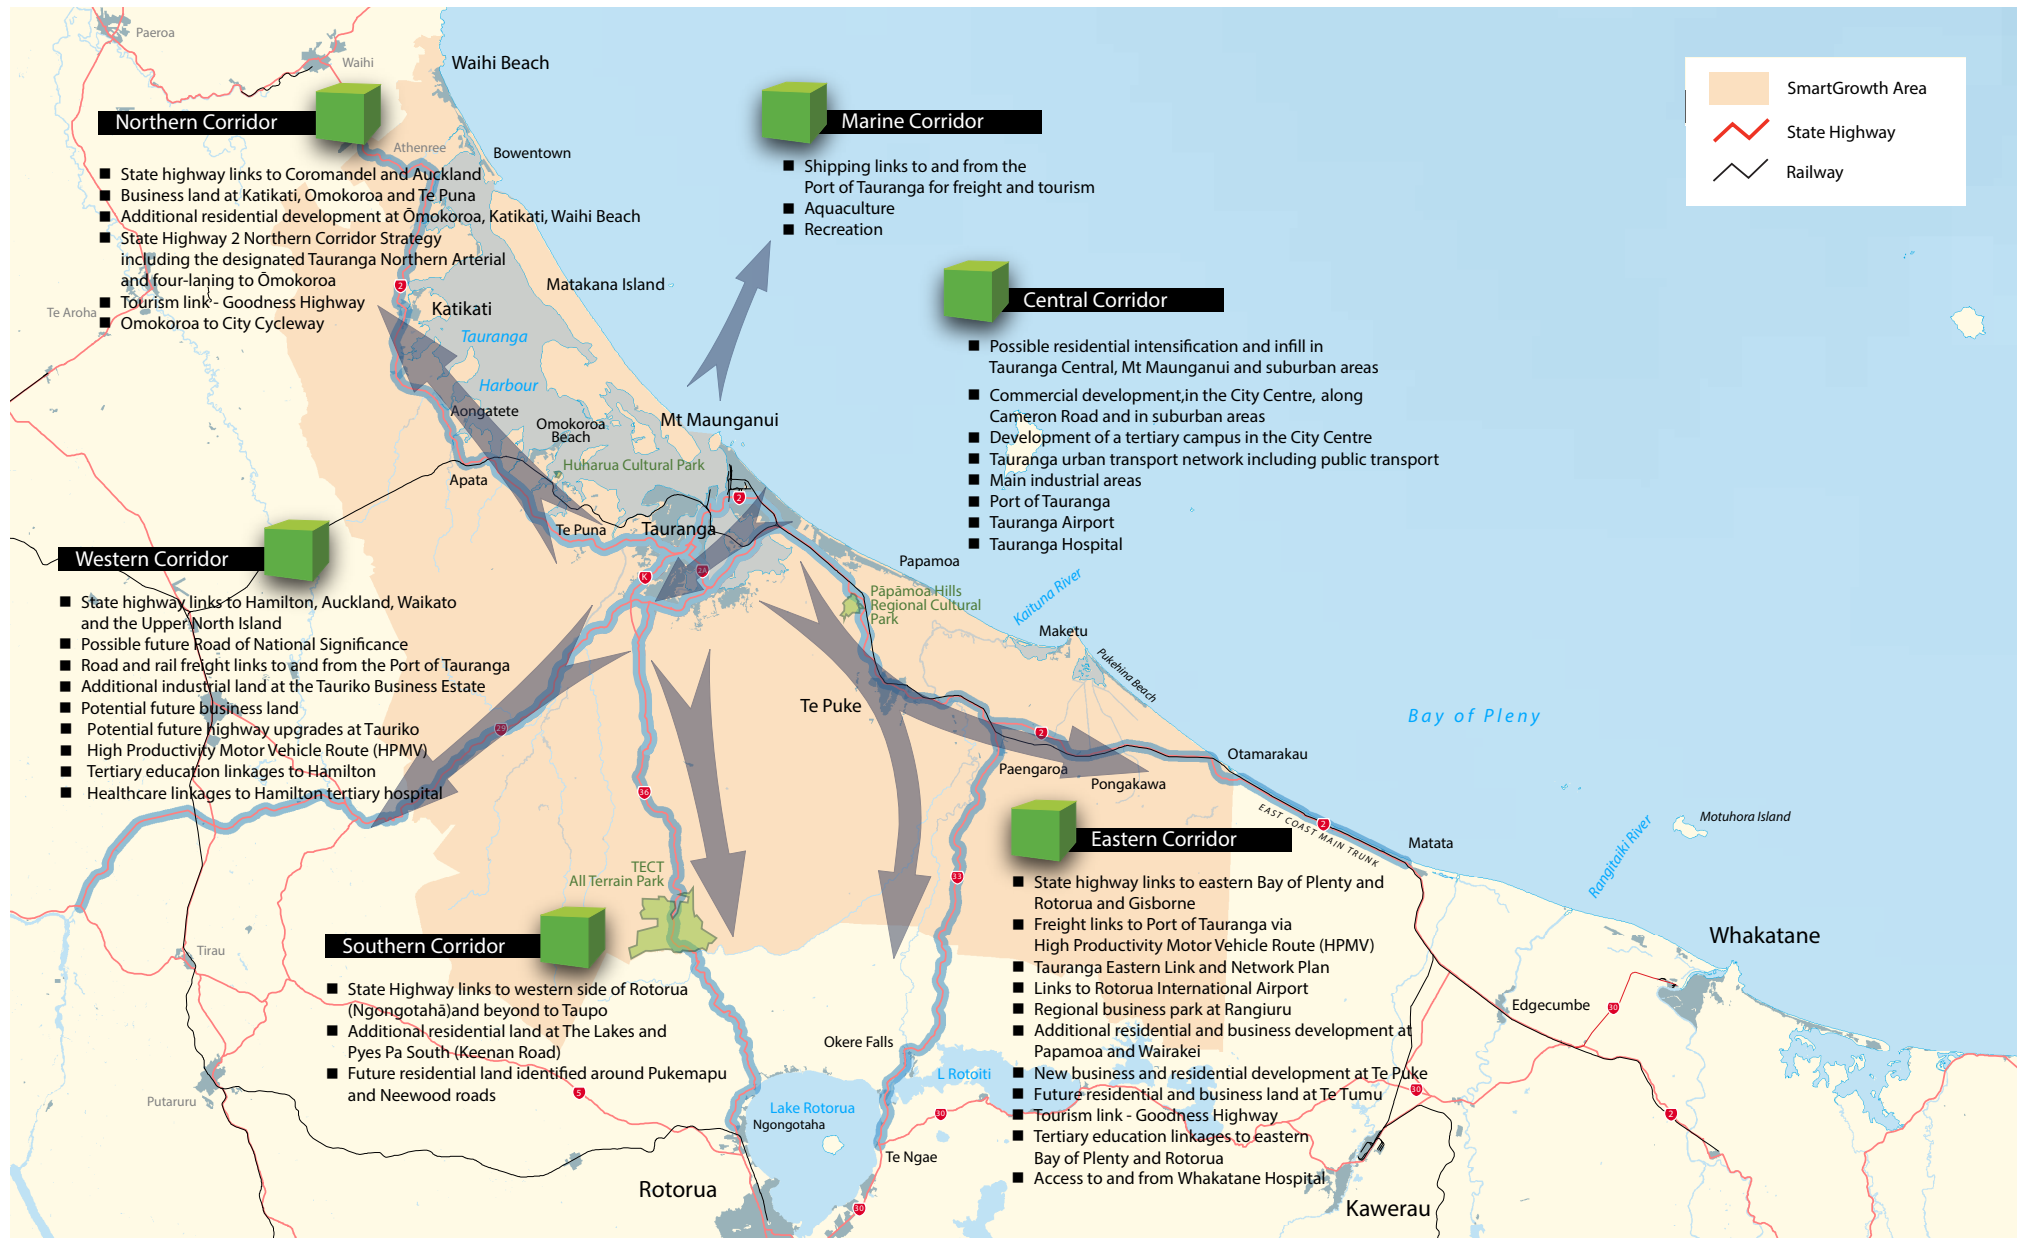 Paeroa
Waihi
Waihi Beach
Northern Corridor
Athenree
Bowentown
■ State highway links to Coromandel and Auckland
■ Business land at Katikati, Omokoroa and Te Puna
■ Additional residential development at Ōmokoroa, Katikati, Waihi Beach
■ State Highway 2 Northern Corridor Strategy
including the designated Tauranga Northern Arterial
and four-laning to Ōmokoroa
■ Tourism link - Goodness Highway
■ Omokoroa to City Cycleway
Te Aroha
Marine Corridor
■ Shipping links to and from the
Port of Tauranga for freight and tourism
■ Aquaculture
■ Recreation
SmartGrowth Area
State Highway
Railway
Central Corridor
■ Possible residential intensification and infill in
Tauranga Central, Mt Maunganui and suburban areas
■ Commercial development,in the City Centre, along
Cameron Road and in suburban areas
■ Development of a tertiary campus in the City Centre
■ Tauranga urban transport network including public transport
■ Main industrial areas
■ Port of Tauranga
■ Tauranga Airport
■ Tauranga Hospital
Matakana Island
2
Katikati
Tauranga
Harbour
Aongatete
Omokoroa
Beach
Mt Maunganui
Huharua Cultural Park
Apata
2
Te Puna
Tauranga
K
2A
Papamoa
Pāpāmoa Hills
Regional Cultural
Park
Kaituna River
Maketu
Pukehina Beach
Western Corridor
■ State highway links to Hamilton, Auckland, Waikato
and the Upper North Island
■ Possible future Road of National Significance
■ Road and rail freight links to and from the Port of Tauranga
■ Additional industrial land at the Tauriko Business Estate
■ Potential future business land
■ Potential future highway upgrades at Tauriko
■ High Productivity Motor Vehicle Route (HPMV)
■ Tertiary education linkages to Hamilton
■ Healthcare linkages to Hamilton tertiary hospital
29
36
Te Puke
Bay of Pleny
2
Otamarakau
Paengaroa
Pongakawa
EAST COAST MAIN TRUNK
2
Matata
Rangitaiki River
Motuhora Island
33
TECT
All Terrain Park
Eastern Corridor
■ State highway links to eastern Bay of Plenty and
Rotorua and Gisborne
■ Freight links to Port of Tauranga via
High Productivity Motor Vehicle Route (HPMV)
■ Tauranga Eastern Link and Network Plan
■ Links to Rotorua International Airport
■ Regional business park at Rangiuru
■ Additional residential and business development at
Papamoa and Wairakei
■ New business and residential development at Te Puke
■ Future residential and business land at Te Tumu
■ Tourism link - Goodness Highway
■ Tertiary education linkages to eastern
Bay of Plenty and Rotorua
■ Access to and from Whakatane Hospital
Whakatane
Edgecumbe
30
30
2
Kawerau
Tirau
Southern Corridor
■ State Highway links to western side of Rotorua
(Ngongotahā)and beyond to Taupo
■ Additional residential land at The Lakes and
Pyes Pa South (Keenan Road)
■ Future residential land identified around Pukemapu
and Neewood roads
5
Putaruru
Okere Falls
L Rotoiti
30
Lake Rotorua
Ngongotaha
Te Ngae
Rotorua
30